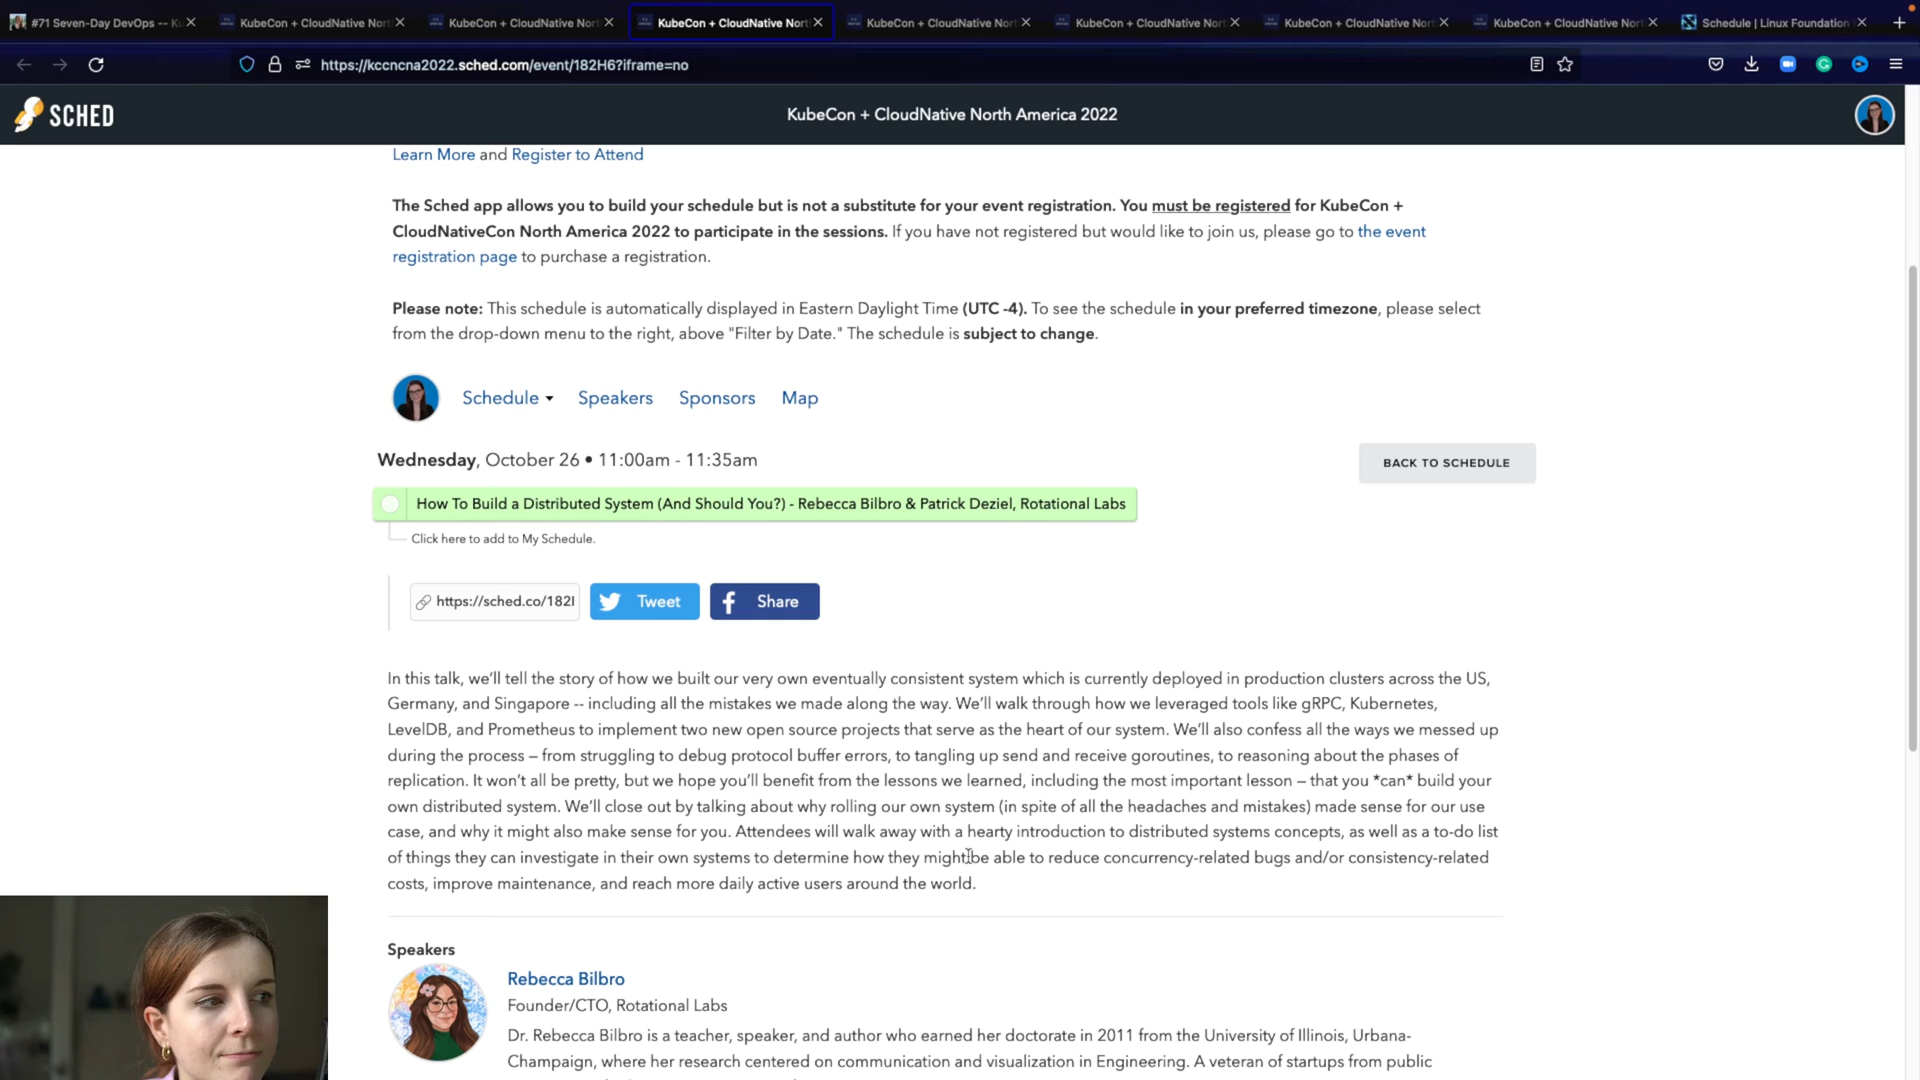 #71 Seven-Day DevOps -- K
KubeCon + CloudNative Nor
KubeCon + CloudNative Nor
KubeCon + CloudNative Nor
KubeCon + CloudNative Nor
KubeCon + CloudNative Nor
KubeCon + CloudNative Nor
KubeCon + CloudNative Nor
Schedule | Linux Foundation
https://kccncna2022.sched.com/event/182H6?iframe=no
SCHED
KubeCon + CloudNative North America 2022
Learn More and Register to Attend
The Sched app allows you to build your schedule but is not a substitute for your event registration. You must be registered for KubeCon +
CloudNativeCon North America 2022 to participate in the sessions. If you have not registered but would like to join us, please go to the event
registration page to purchase a registration.
Please note: This schedule is automatically displayed in Eastern Daylight Time (UTC -4). To see the schedule in your preferred timezone, please select
from the drop-down menu to the right, above "Filter by Date." The schedule is subject to change.
Schedule Speakers Sponsors Map
Wednesday, October 26 • 11:00am - 11:35am
BACK TO SCHEDULE
How To Build a Distributed System (And Should You?) - Rebecca Bilbro & Patrick Deziel, Rotational Labs
Click here to add to My Schedule.
https://sched.co/182I
Tweet
Share
In this talk, we'll tell the story of how we built our very own eventually consistent system which is currently deployed in production clusters across the US,
Germany, and Singapore -- including all the mistakes we made along the way. We'll walk through how we leveraged tools like gRPC, Kubernetes,
LevelDB, and Prometheus to implement two new open source projects that serve as the heart of our system. We'll also confess all the ways we messed up
during the process – from struggling to debug protocol buffer errors, to tangling up send and receive goroutines, to reasoning about the phases of
replication. It won't all be pretty, but we hope you'll benefit from the lessons we learned, including the most important lesson – that you *can* build your
own distributed system. We'll close out by talking about why rolling our own system (in spite of all the headaches and mistakes) made sense for our use
case, and why it might also make sense for you. Attendees will walk away with a hearty introduction to distributed systems concepts, as well as a to-do list
of things they can investigate in their own systems to determine how they might be able to reduce concurrency-related bugs and/or consistency-related
costs, improve maintenance, and reach more daily active users around the world.
Speakers
Rebecca Bilbro
Founder/CTO, Rotational Labs
Dr. Rebecca Bilbro is a teacher, speaker, and author who earned her doctorate in 2011 from the University of Illinois, Urbana-
Champaign, where her research centered on communication and visualization in Engineering. A veteran of startups from public